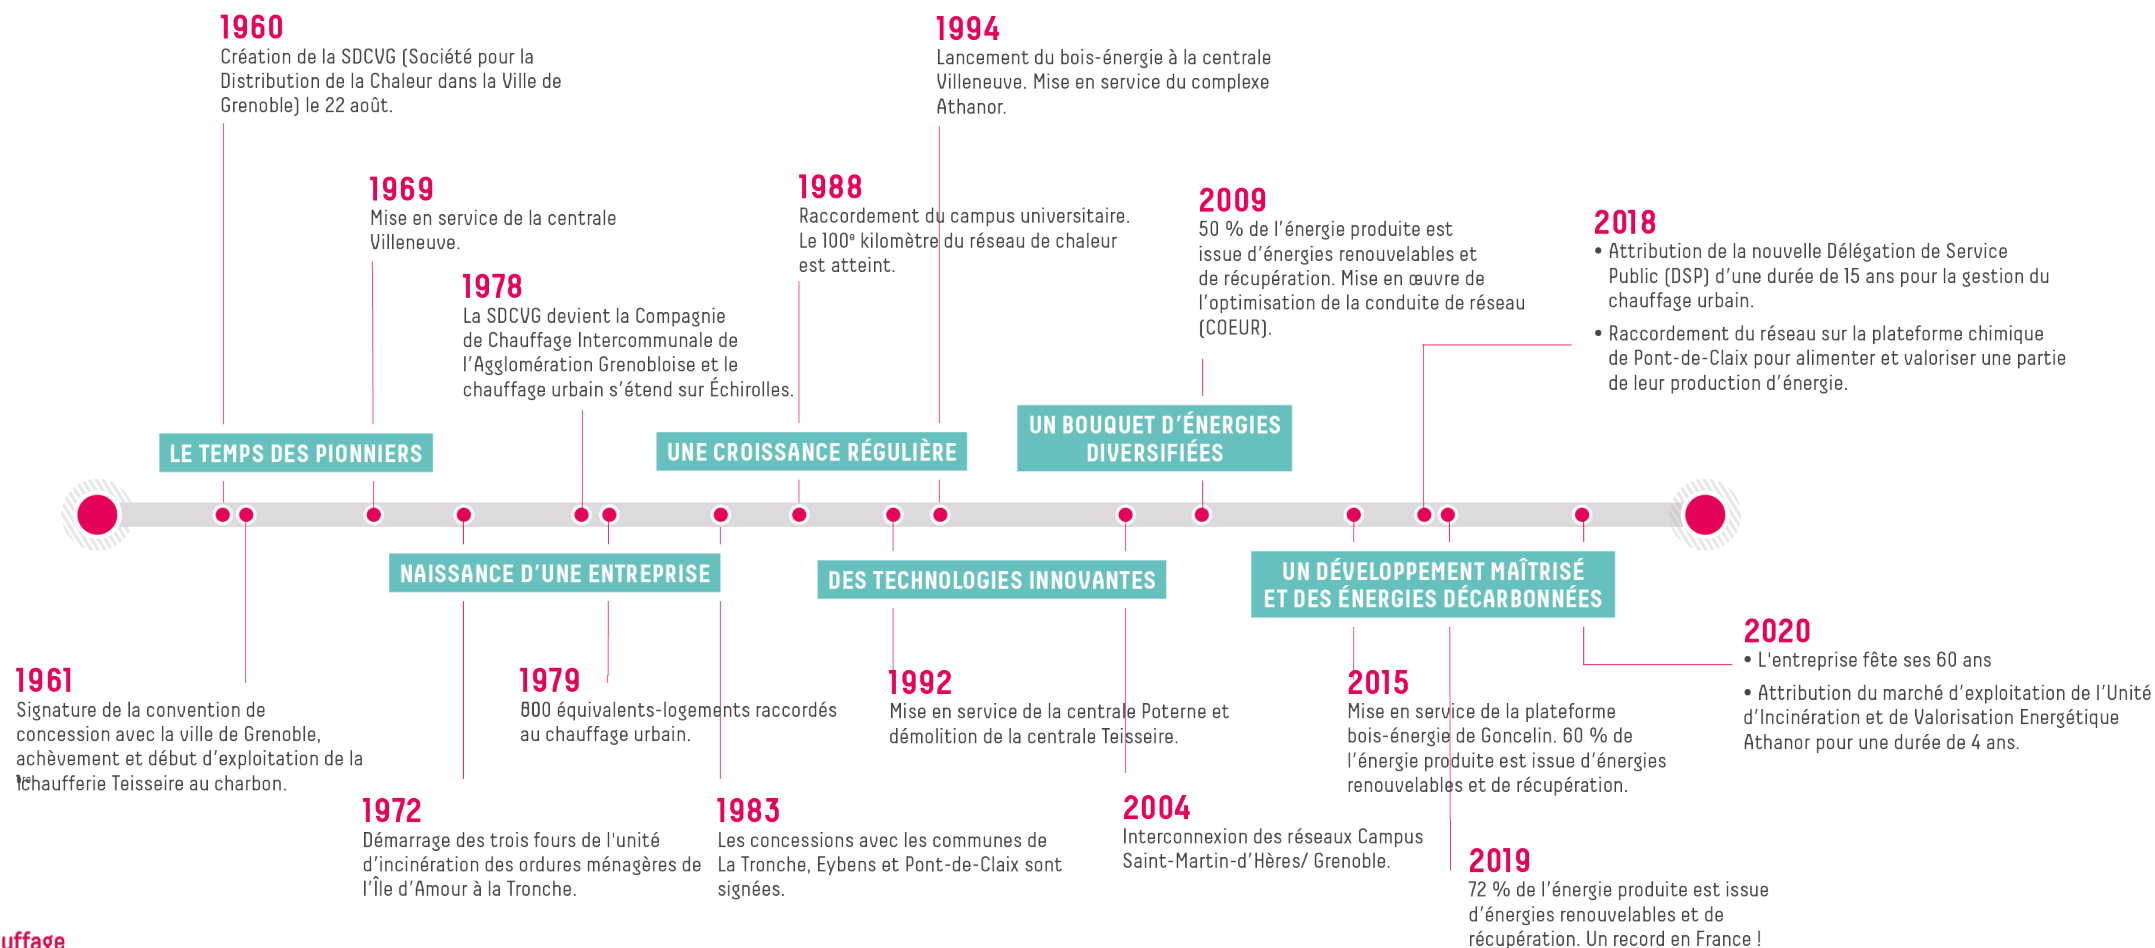 1960
Création de la SDCVG (Société pour la
Distribution de la Chaleur dans la Ville de
Grenoble) le 22 août.
1994
Lancement du bois-énergie à la centrale
Villeneuve. Mise en service du complexe
Athanor.
1969
Mise en service de la centrale
Villeneuve.
1988
Raccordement du campus universitaire.
Le 100e kilomètre du réseau de chaleur
est atteint.
2009
50 % de l'énergie produite est
issue d'énergies renouvelables et
de récupération. Mise en œuvre de
l'optimisation de la conduite de réseau
(COEUR).
2018
• Attribution de la nouvelle Délégation de Service
Public (DSP) d'une durée de 15 ans pour la gestion du
chauffage urbain.
• Raccordement du réseau sur la plateforme chimique
de Pont-de-Claix pour alimenter et valoriser une partie
de leur production d'énergie.
1978
La SDCVG devient la Compagnie
de Chauffage Intercommunale de
l'Agglomération Grenobloise et le
chauffage urbain s'étend sur Échirolles.
LE TEMPS DES PIONNIERS
UNE CROISSANCE RÉGULIÈRE
UN BOUQUET D'ÉNERGIES
DIVERSIFIÉES
NAISSANCE D'UNE ENTREPRISE
DES TECHNOLOGIES INNOVANTES
UN DÉVELOPPEMENT MAÎTRISÉ
ET DES ÉNERGIES DÉCARBONNÉES
1961
Signature de la convention de
concession avec la ville de Grenoble,
achèvement et début d'exploitation de la
chaufferie Teisseire au charbon.
1979
équivalents-logements raccordés
au chauffage urbain.
1992
Mise en service de la centrale Poterne et
démolition de la centrale Teisseire.
2015
Mise en service de la plateforme
bois-énergie de Goncelin. 60 % de
l'énergie produite est issue d'énergies
renouvelables et de récupération.
2020
• L'entreprise fête ses 60 ans
• Attribution du marché d'exploitation de l'Unité
d'Incinération et de Valorisation Energétique
Athanor pour une durée de 4 ans.
1972
Démarrage des trois fours de l'unité
d'incinération des ordures ménagères de
l'Île d'Amour à la Tronche.
1983
Les concessions avec les communes de
La Tronche, Eybens et Pont-de-Claix sont
signées.
2004
Interconnexion des réseaux Campus
Saint-Martin-d'Hères/ Grenoble.
2019
72 % de l'énergie produite est issue
d'énergies renouvelables et de
récupération. Un record en France !
uffage